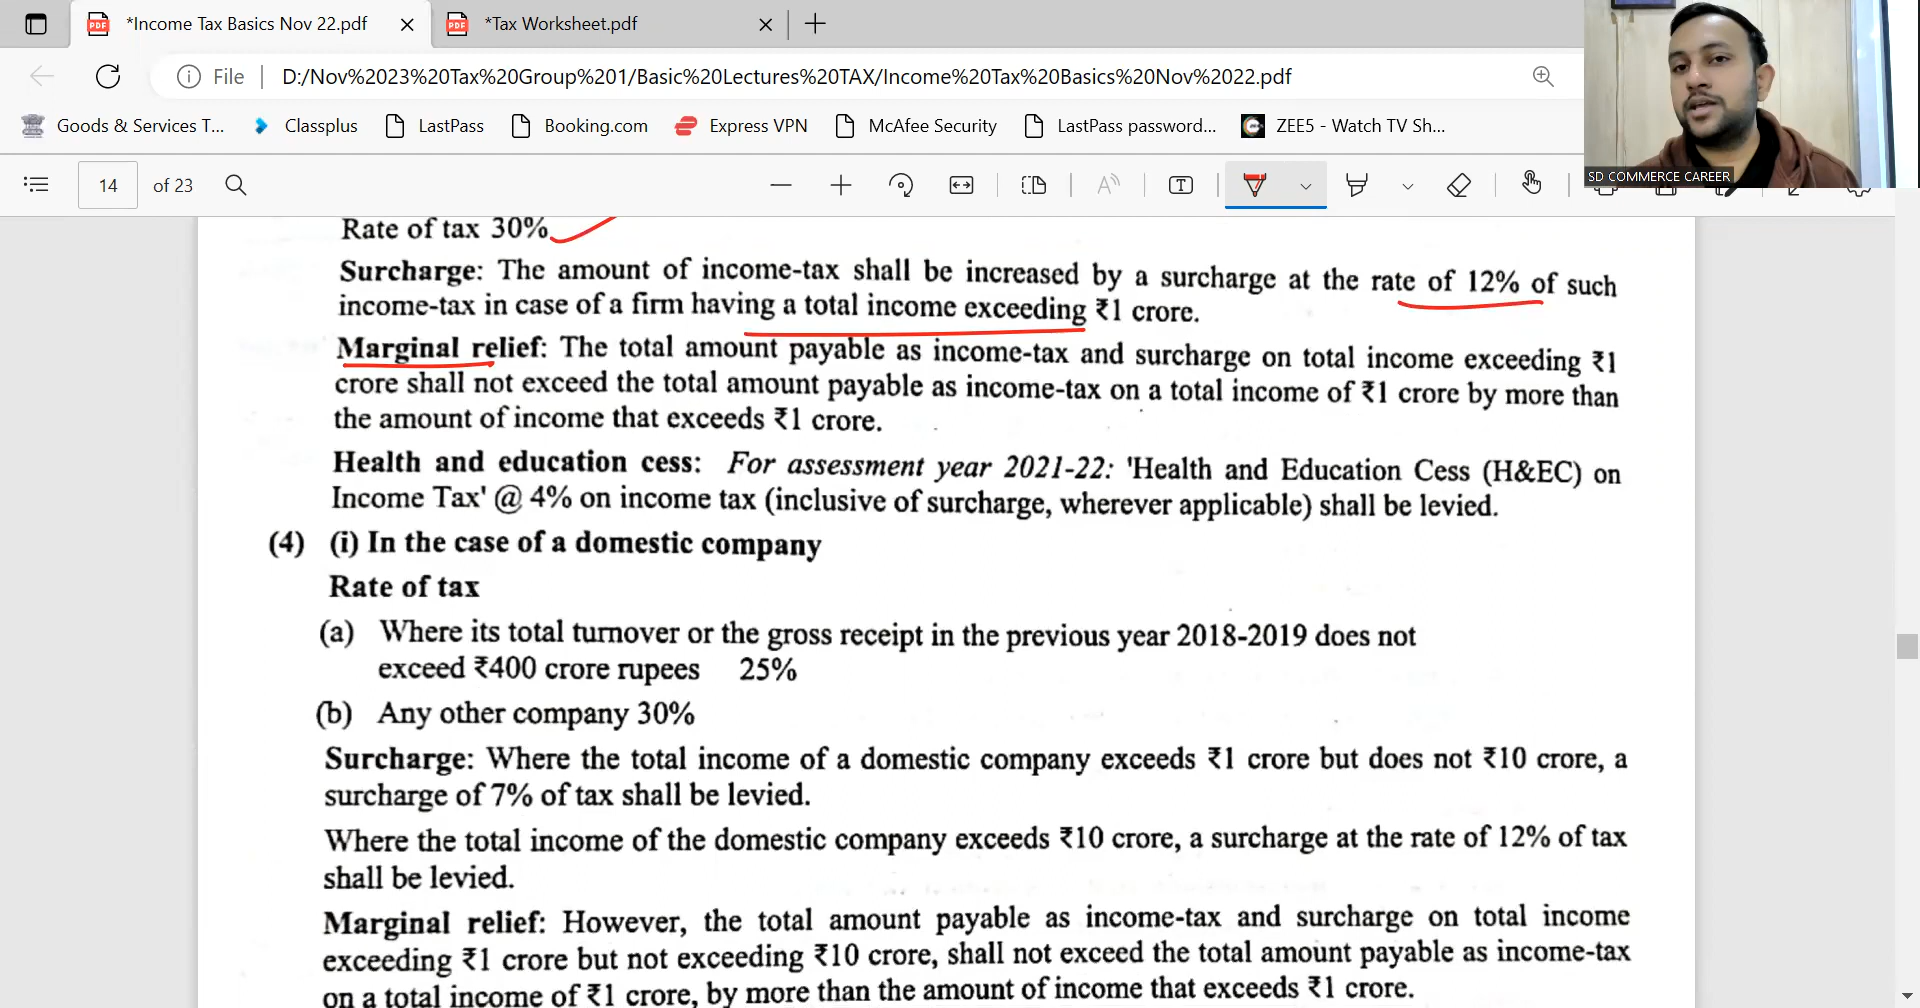 *Income Tax Basics Nov 22.pdf
*Tax Worksheet.pdf
File
D:/Nov%2023%20Tax%20Group%201/Basic%20Lectures%20TAX/Income%20Tax%20Basics%20Nov%2022.pdf
Goods & Services T...
Classplus
LastPass
Booking.com
Express VPN
McAfee Security
LastPass password...
ZEE5 - Watch TV Sh...
SD COMMERCE CAREER
14 of 23
Rate of tax 30%
Surcharge: The amount of income-tax shall be increased by a surcharge at the rate of 12% of such
income-tax in case of a firm having a total income exceeding ₹1 crore.
Marginal relief: The total amount payable as income-tax and surcharge on total income exceeding ₹1
crore shall not exceed the total amount payable as income-tax on a total income of ₹1 crore by more than
the amount of income that exceeds ₹1 crore.
Health and education cess: For assessment year 2021-22: 'Health and Education Cess (H&EC) on
Income Tax' @ 4% on income tax (inclusive of surcharge, wherever applicable) shall be levied.
(4) (i) In the case of a domestic company
Rate of tax
(a) Where its total turnover or the gross receipt in the previous year 2018-2019 does not
exceed ₹400 crore rupees 25%
(b) Any other company 30%
Surcharge: Where the total income of a domestic company exceeds ₹1 crore but does not ₹10 crore, a
surcharge of 7% of tax shall be levied.
Where the total income of the domestic company exceeds ₹10 crore, a surcharge at the rate of 12% of tax
shall be levied.
Marginal relief: However, the total amount payable as income-tax and surcharge on total income
exceeding ₹1 crore but not exceeding ₹10 crore, shall not exceed the total amount payable as income-tax
on a total income of ₹1 crore, by more than the amount of income that exceeds ₹1 crore.